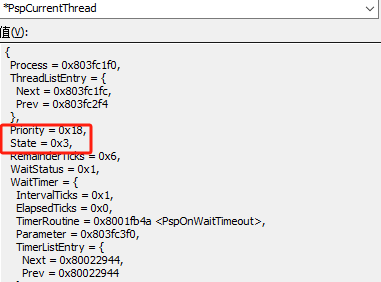 *PspCurrentThread
值(V):
{
Process = 0x803fc1f0,
ThreadListEntry = {
Next = 0x803fc1fc,
Prev = 0x803fc2f4
},
Priority = 0x18,
State = 0x3,
RemainderTicks = 0x6,
WaitStatus = 0x1,
WaitTimer = {
IntervalTicks = 0x1,
ElapsedTicks = 0x0,
TimerRoutine = 0x8001fb4a <PspOnWaitTimeout>,
Parameter = 0x803fc3f0,
TimerListEntry = {
Next = 0x80022944
Prev = 0x80022944